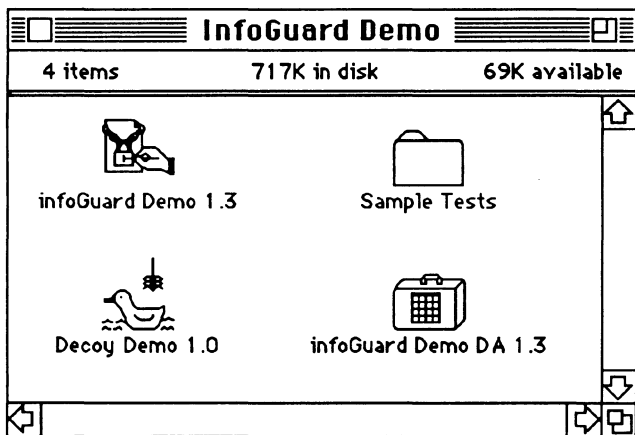 InfoGuard Demo
4 items 717K in disk 69K available
infoGuard Demo 1.3 Sample Tests
Decoy Demo 1.0 infoGuard Demo DA 1.3